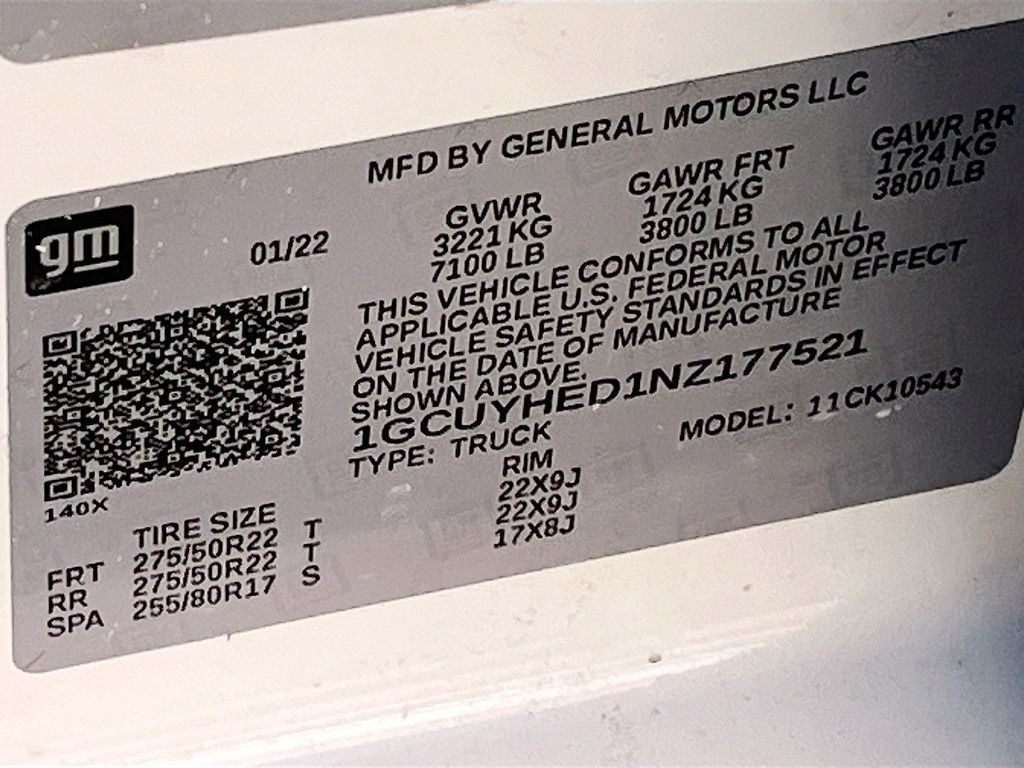 MFD BY GENERAL MOTORS LLC
gm
01/22
GVWR GAWR FRT GAWR RR
3221 KG 1724 KG 1724 KG
7100 LB 3800 LB 3800 LB
THIS VEHICLE CONFORMS TO ALL
APPLICABLE U.S. FEDERAL MOTOR
VEHICLE SAFETY STANDARDS IN EFFECT
ON THE DATE OF MANUFACTURE
SHOWN ABOVE.
1GCUYHED1NZ177521
TYPE: TRUCK MODEL: 11CK10543
140X
TIRE SIZE RIM
FRT 275/50R22 T 22X9J
RR 275/50R22 T 22X9J
SPA 255/80R17 S 17X8J